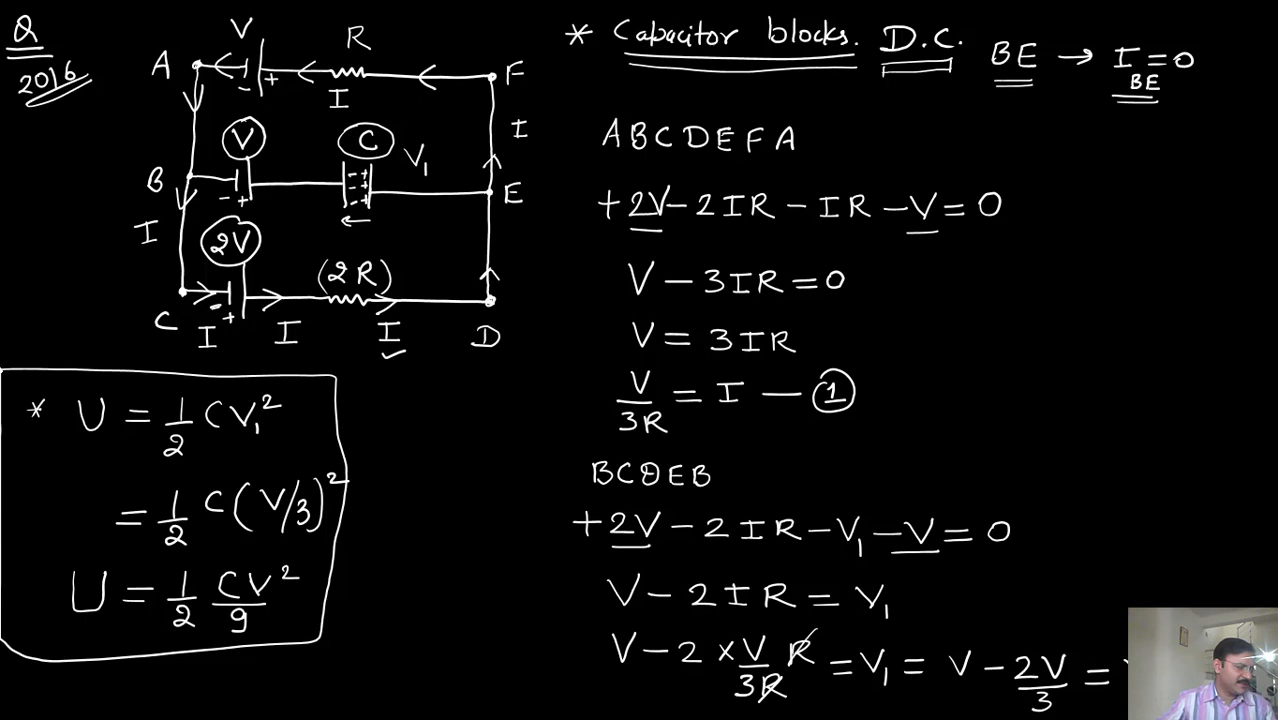 Q
2016
V
R
A
- +
I
F
I
V
C
V₁
B
- +
- +
- +
- +
E
I
2V
(2R)
C
- +
I
I
I
D
* U = 1/2 CV₁²
= 1/2 C(V/3)²
U = 1/2 CV²/9
* Capacitor blocks. D.C. BE → I_BE = 0
ABCDEFA
+2V - 2IR - IR - V = 0
V - 3IR = 0
V = 3IR
V/3R = I — ①
BCDEB
+2V - 2IR - V₁ - V = 0
V - 2IR = V₁
V - 2 × V/3R R = V₁ = V - 2V/3 =